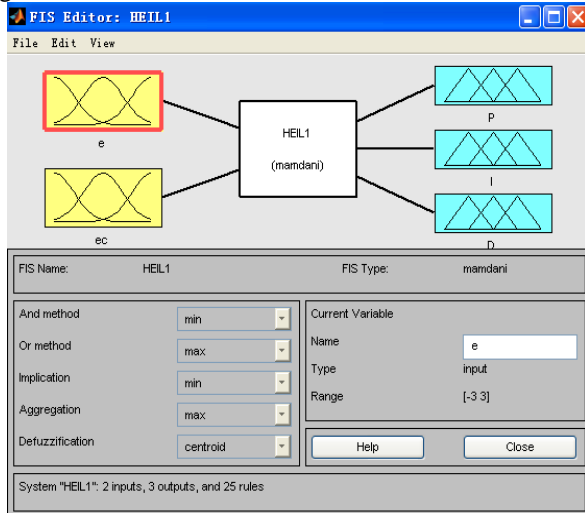 FIS Editor: HEIL1
File Edit View
e
ec
HEIL1
(mamdani)
P
I
D
FIS Name: HEIL1 FIS Type: mamdani
And method min
Or method max
Implication min
Aggregation max
Defuzzification centroid
Current Variable
Name e
Type input
Range [-3 3]
Help Close
System "HEIL1": 2 inputs, 3 outputs, and 25 rules